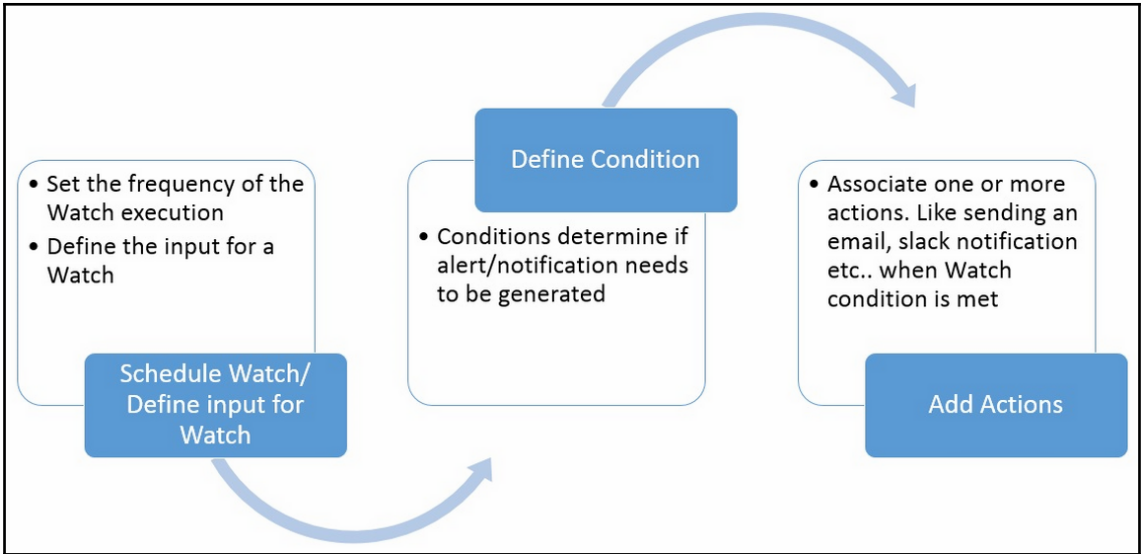 • Set the frequency of the
Watch execution
• Define the input for a
Watch
Schedule Watch/
Define input for
Watch
Define Condition
• Conditions determine if
alert/notification needs
to be generated
• Associate one or more
actions. Like sending an
email, slack notification
etc.. when Watch
condition is met
Add Actions